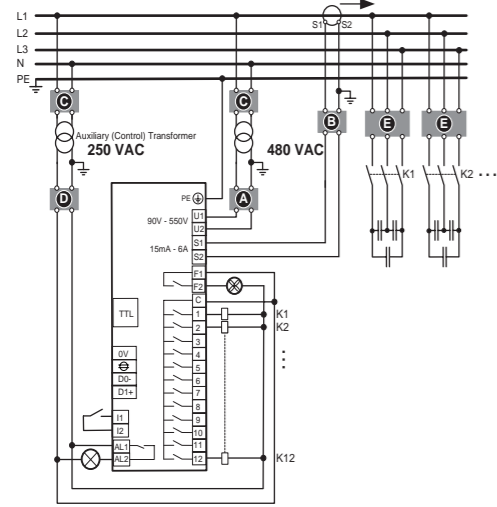 L1
S1 S2
L2
L3
N
PE
C C
B E E
Auxiliary (Control) Transformer
250 VAC 480 VAC
K1 K2 ...
D A
PE
90V - 550V U1
U2
15mA - 6A S1
S2
F1
F2
C
TTL 1 K1
2 K2
3
0V 4
5
D0- 6
D1+ 7
8
I1 9
I2 10
AL1 11
AL2 12 K12